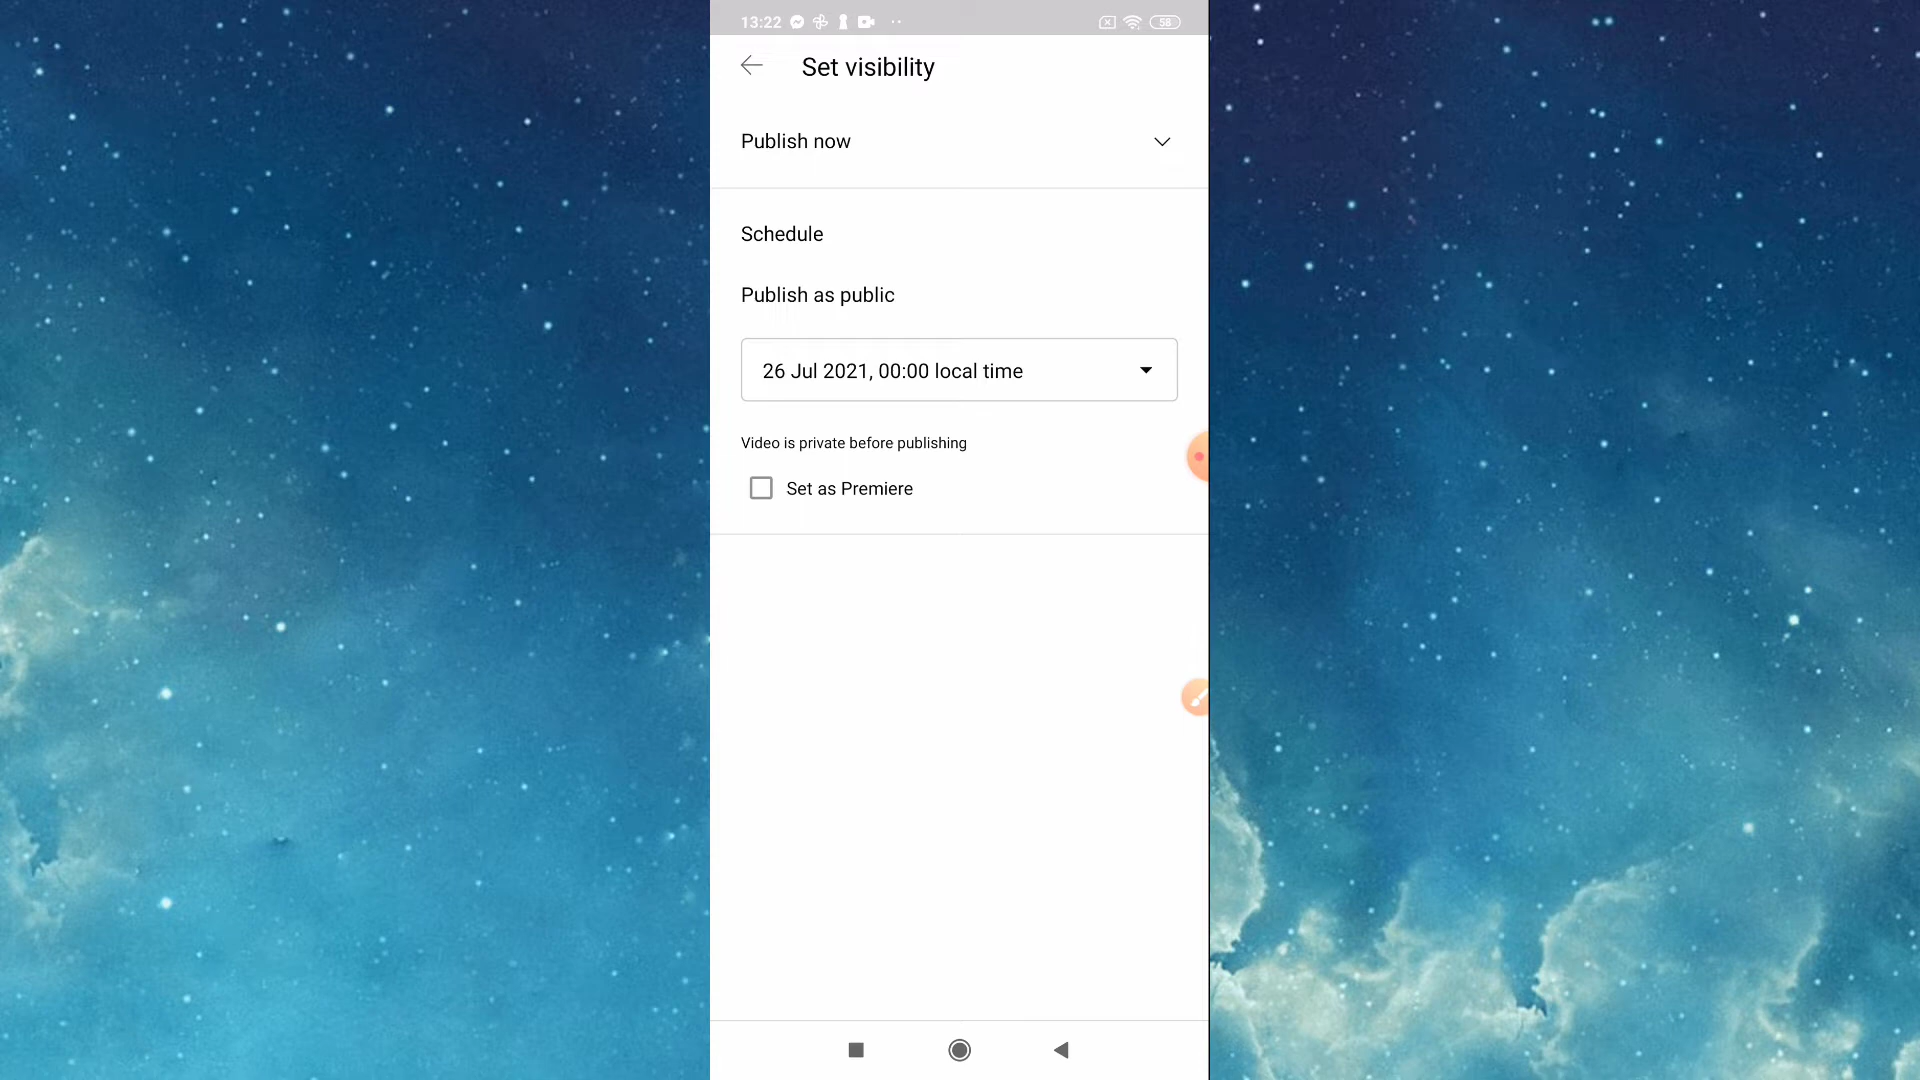 13:22
58
Set visibility
Publish now
Schedule
Publish as public
26 Jul 2021, 00:00 local time
Video is private before publishing
Set as Premiere